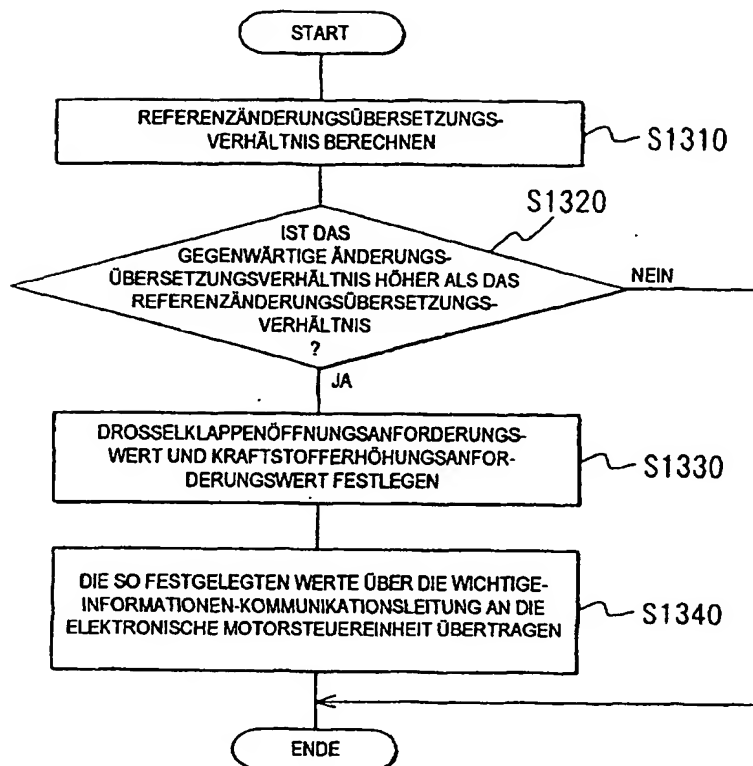 START
REFERENZÄNDERUNGSÜBERSETZUNGS-
VERHÄLTNIS BERECHNEN
S1310
S1320
IST DAS
GEGENWÄRTIGE ÄNDERUNGS-
ÜBERSETZUNGSVERHÄLTNIS HÖHER ALS DAS
REFERENZÄNDERUNGSÜBERSETZUNGS-
VERHÄLTNIS
?
NEIN
JA
DROSSELKLAPPENÖFFNUNGSANFORDERUNGS-
WERT UND KRAFTSTOFFERHÖHUNGSANFOR-
DERUNGSWERT FESTLEGEN
S1330
DIE SO FESTGELEGTEN WERTE ÜBER DIE WICHTIGE-
INFORMATIONEN-KOMMUNIKATIONSLEITUNG AN DIE
ELEKTRONISCHE MOTORSTEUEREINHEIT ÜBERTRAGEN
S1340
ENDE